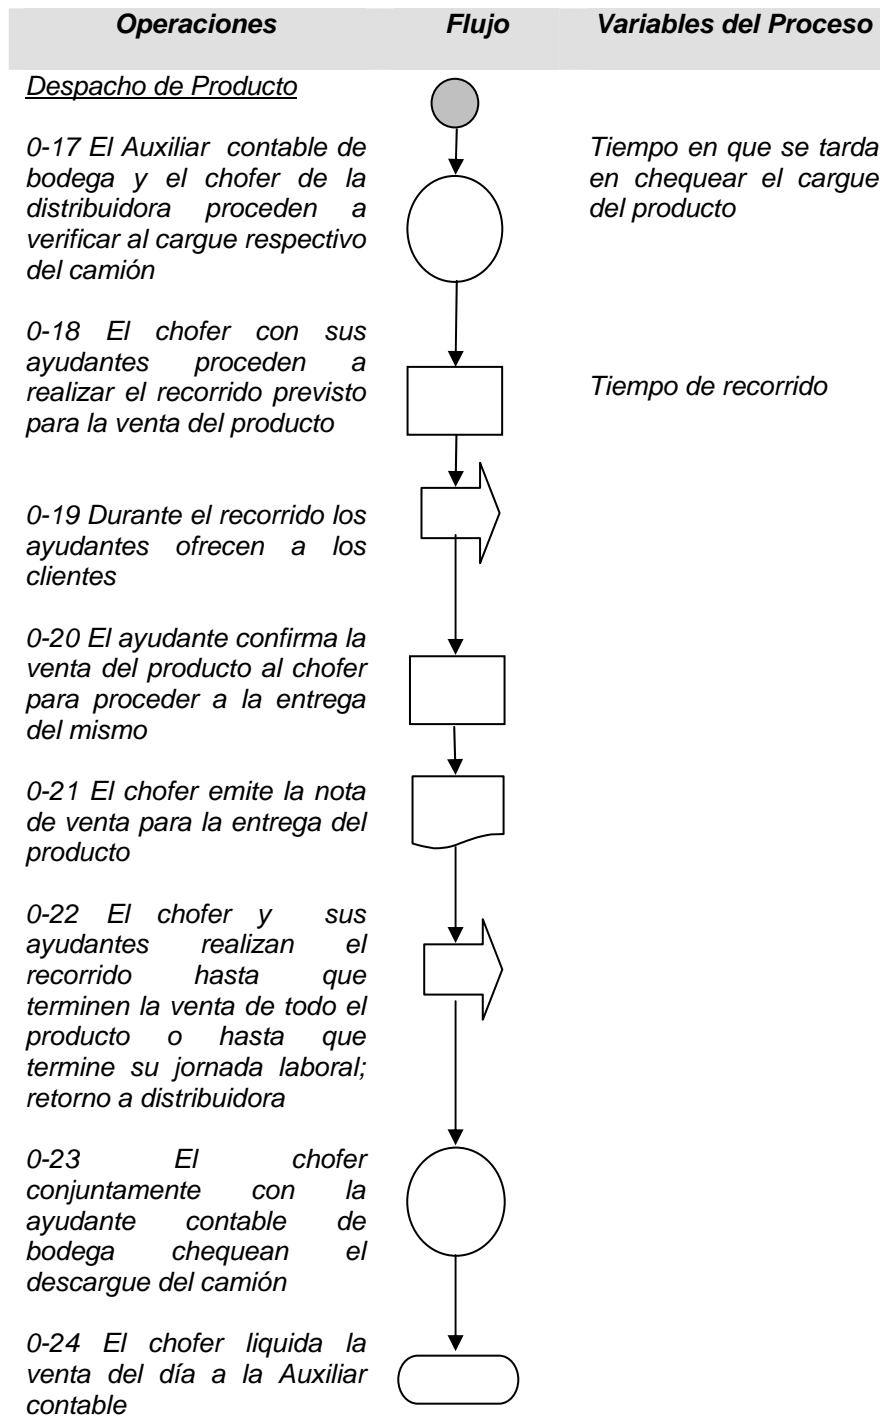 Operaciones Flujo Variables del Proceso
Despacho de Producto
0-17 El Auxiliar contable de
bodega y el chofer de la
distribuidora proceden a
verificar al cargue respectivo
del camión
Tiempo en que se tarda
en chequear el cargue
del producto
0-18 El chofer con sus
ayudantes proceden a
realizar el recorrido previsto
para la venta del producto
Tiempo de recorrido
0-19 Durante el recorrido los
ayudantes ofrecen a los
clientes
0-20 El ayudante confirma la
venta del producto al chofer
para proceder a la entrega
del mismo
0-21 El chofer emite la nota
de venta para la entrega del
producto
0-22 El chofer y sus
ayudantes realizan el
recorrido hasta que
terminen la venta de todo el
producto o hasta que
termine su jornada laboral;
retorno a distribuidora
0-23 El chofer
conjuntamente con la
ayudante contable de
bodega chequean el
descargue del camión
0-24 El chofer liquida la
venta del día a la Auxiliar
contable